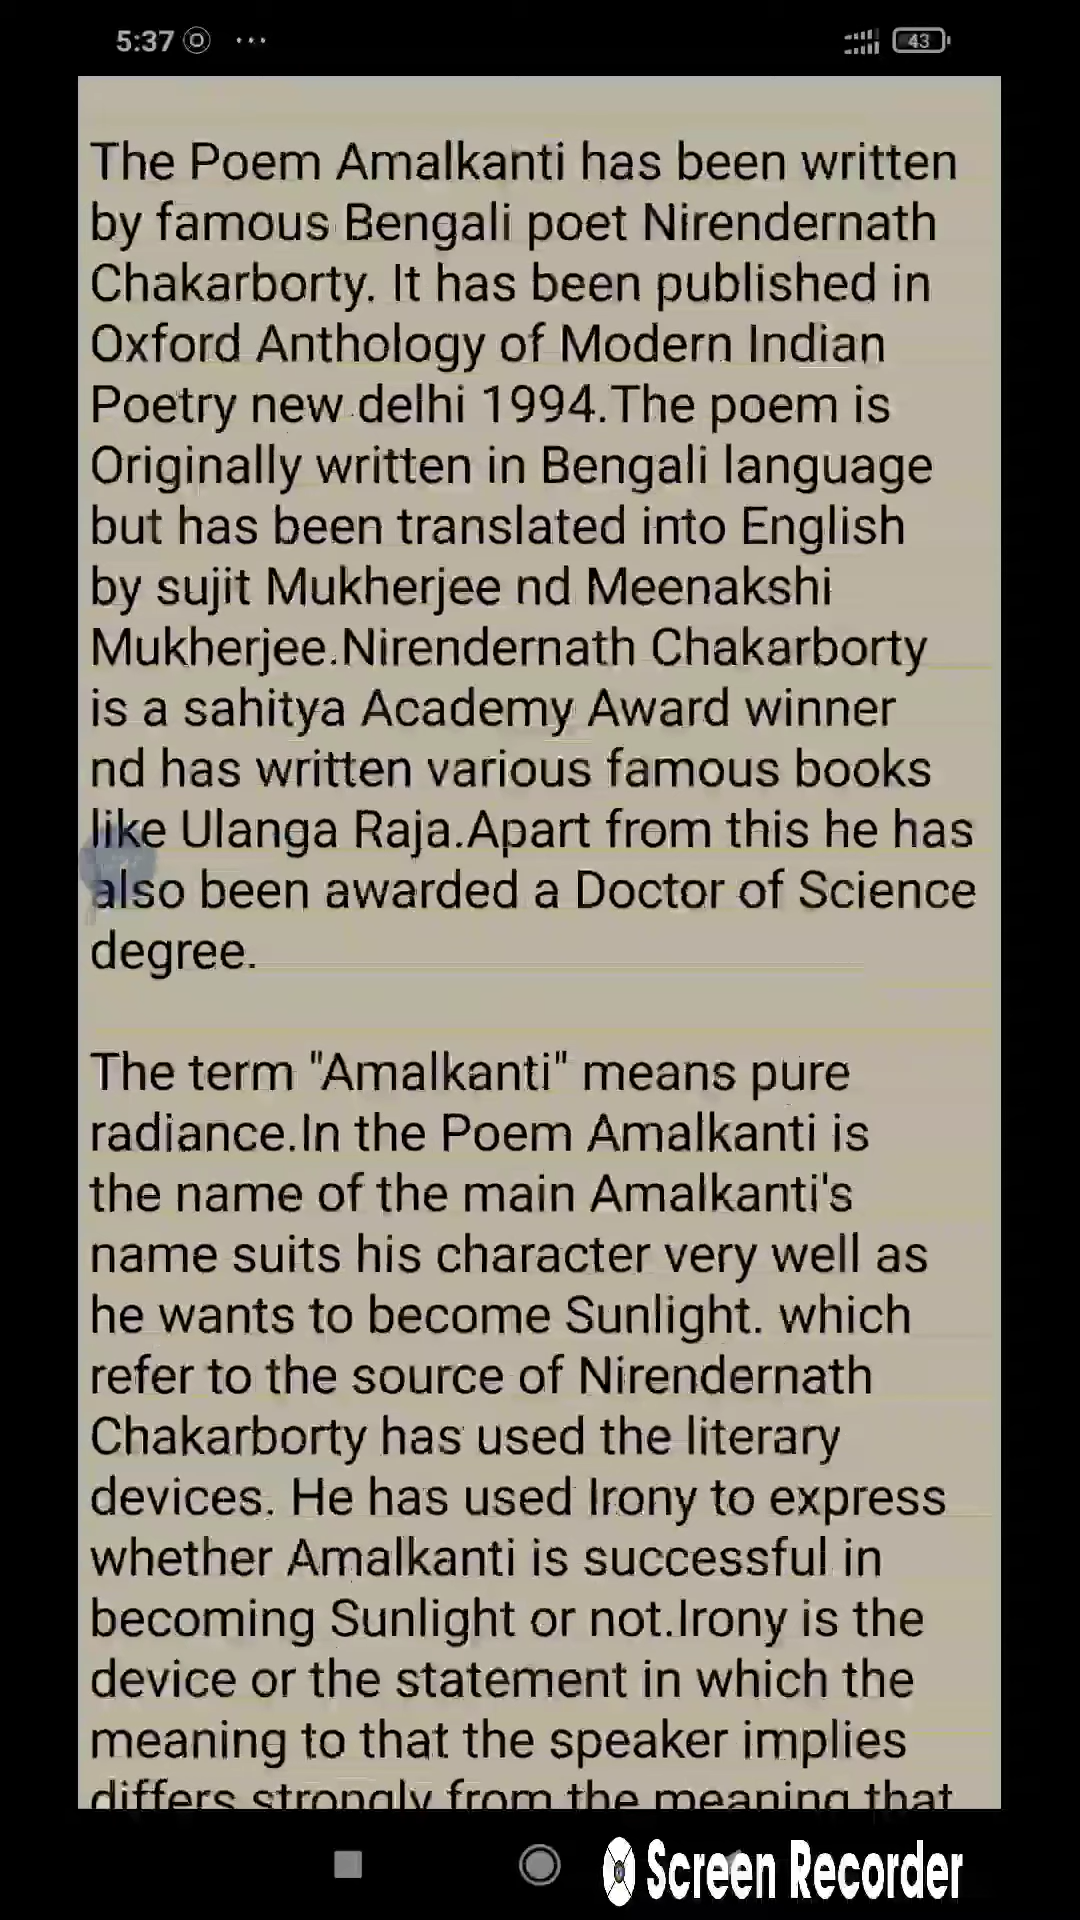 5:37
43
The Poem Amalkanti has been written
by famous Bengali poet Nirendernath
Chakarborty. It has been published in
Oxford Anthology of Modern Indian
Poetry new delhi 1994.The poem is
Originally written in Bengali language
but has been translated into English
by sujit Mukherjee nd Meenakshi
Mukherjee.Nirendernath Chakarborty
is a sahitya Academy Award winner
nd has written various famous books
like Ulanga Raja.Apart from this he has
also been awarded a Doctor of Science
degree.
The term "Amalkanti" means pure
radiance.In the Poem Amalkanti is
the name of the main Amalkanti's
name suits his character very well as
he wants to become Sunlight. which
refer to the source of Nirendernath
Chakarborty has used the literary
devices. He has used Irony to express
whether Amalkanti is successful in
becoming Sunlight or not.Irony is the
device or the statement in which the
meaning to that the speaker implies
differs strongly from the meaning that
Screen Recorder